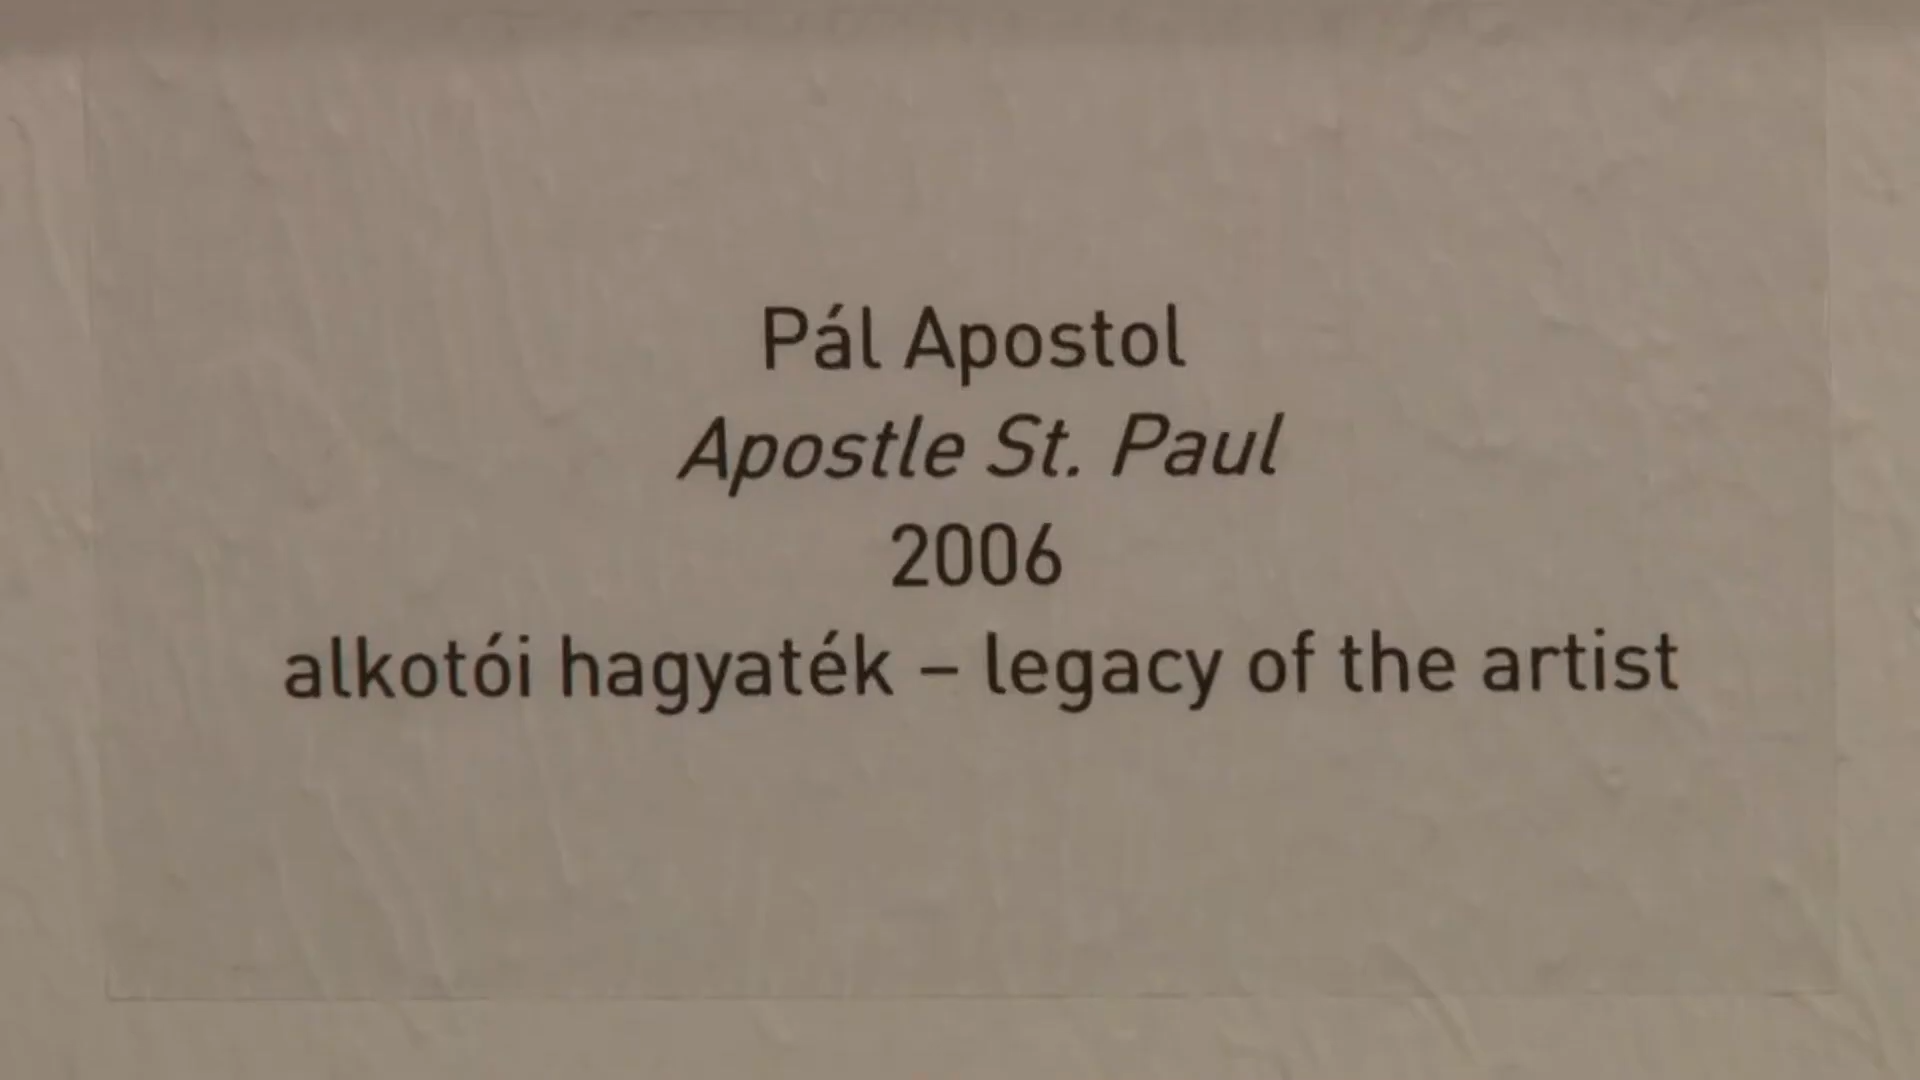 Pál Apostol
Apostle St. Paul
2006
alkotói hagyaték – legacy of the artist